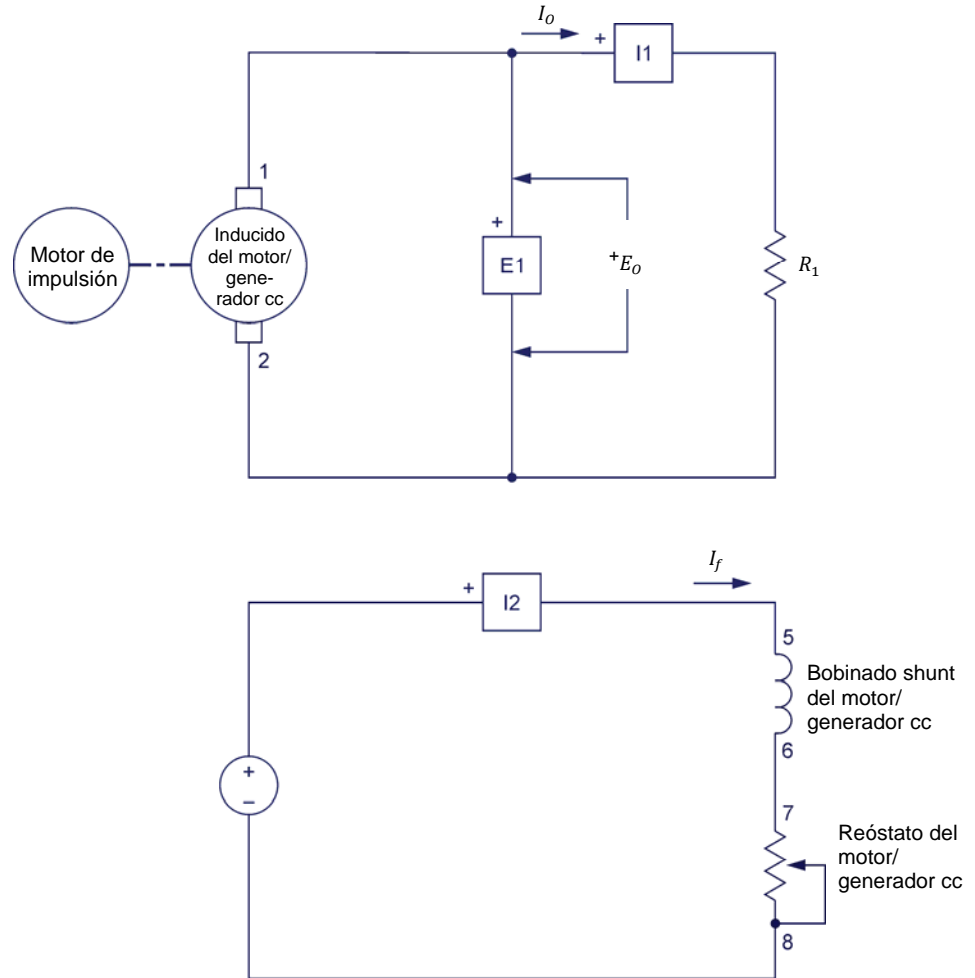 I_O
+
I1
1
Motor de
impulsión
Inducido
del motor/
gene-
rador cc
+
E1
+E_O
R_1
2
I_f
+
I2
5
Bobinado shunt
del motor/
generador cc
6
+
−
7
Reóstato del
motor/
generador cc
8